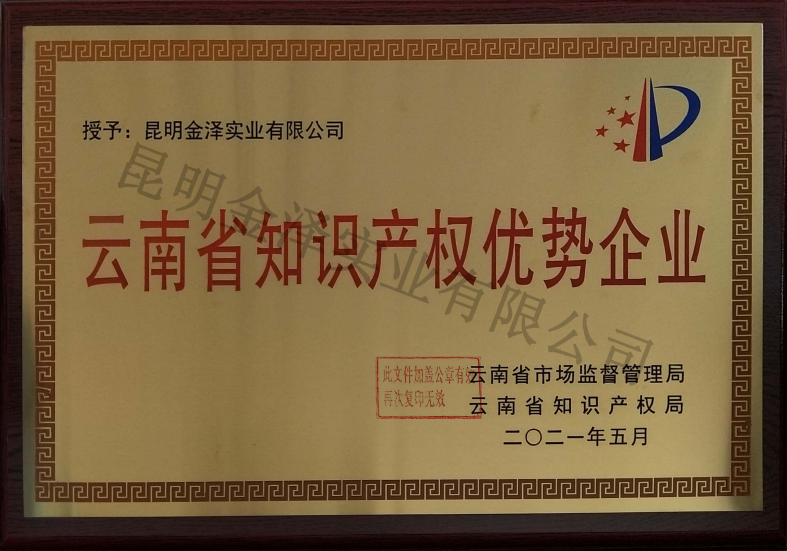 授予：昆明金泽实业有限公司
云南省知识产权优势企业
昆明金泽实业有限公司
此文件加盖公章有效
再次复印无效
云南省市场监督管理局
云南省知识产权局
二〇二一年五月